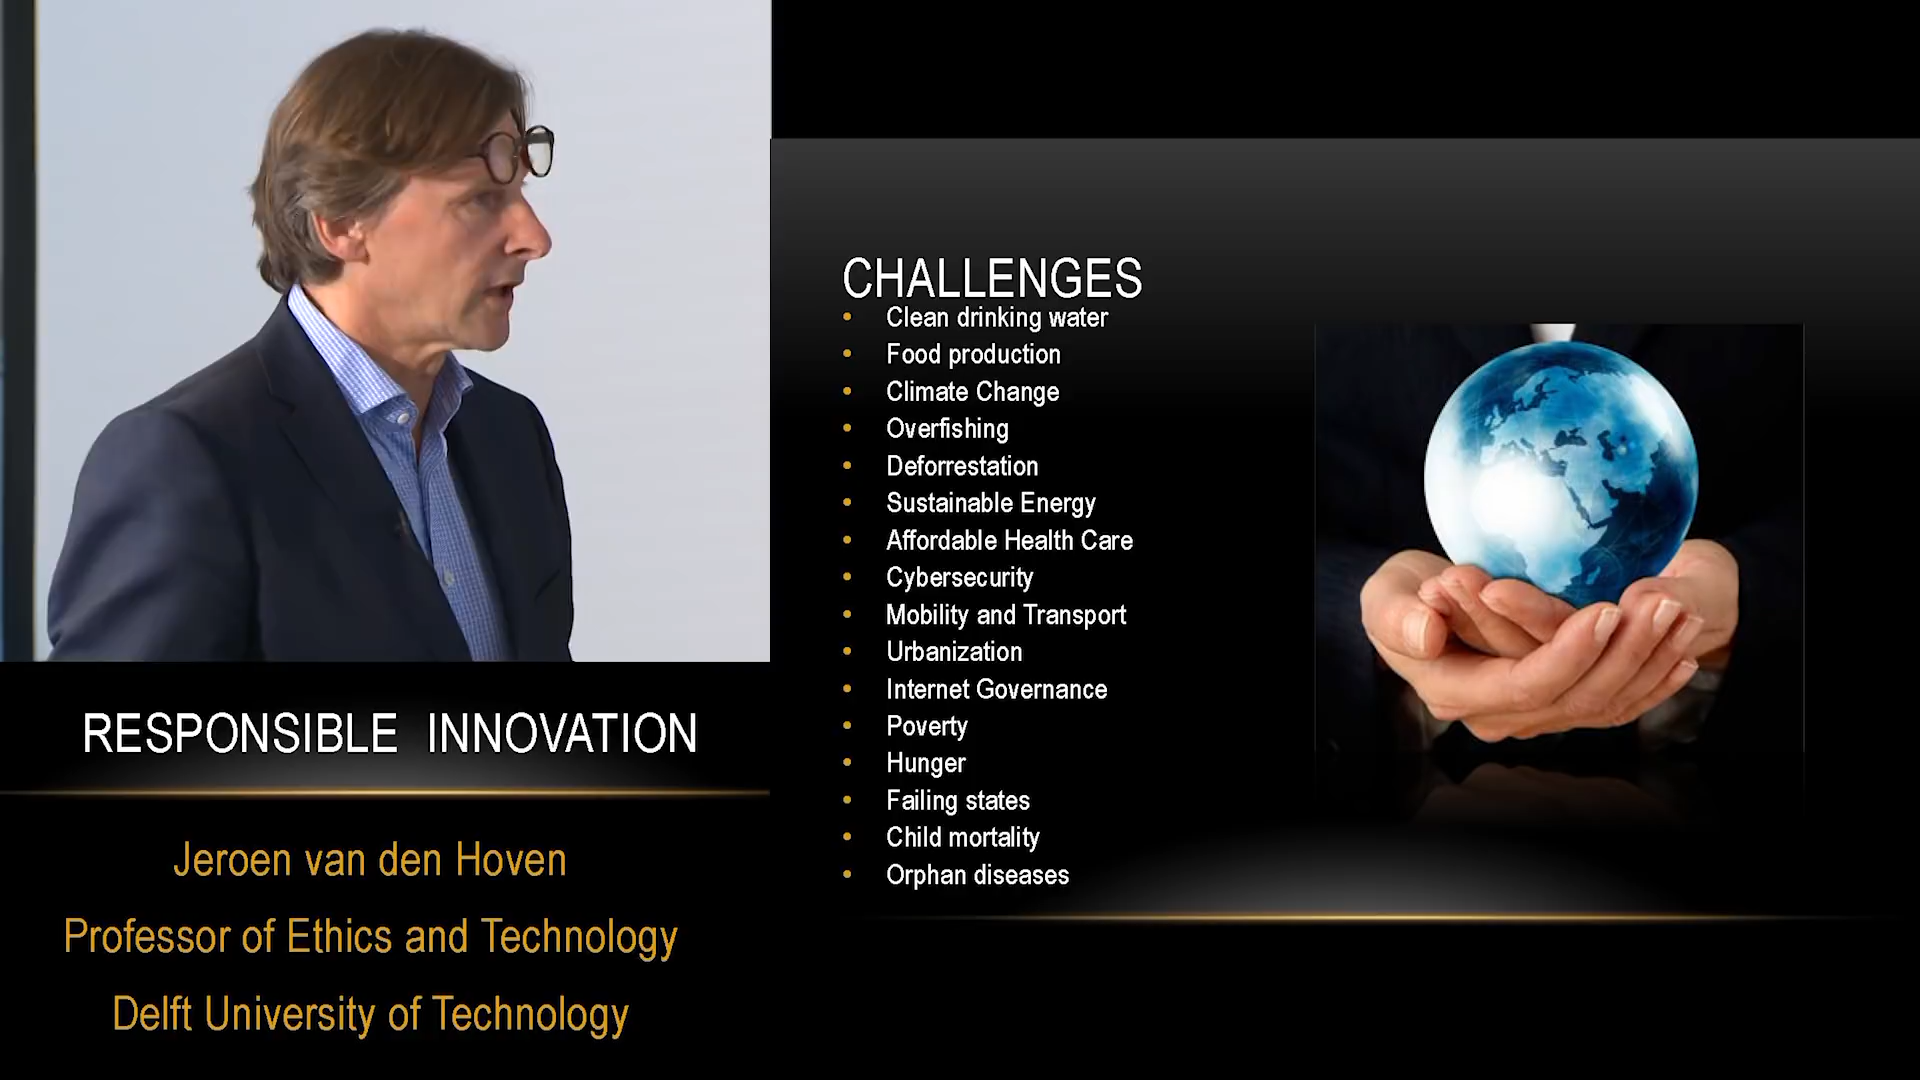 RESPONSIBLE INNOVATION
Jeroen van den Hoven
Professor of Ethics and Technology
Delft University of Technology
CHALLENGES
• Clean drinking water
• Food production
• Climate Change
• Overfishing
• Deforrestation
• Sustainable Energy
• Affordable Health Care
• Cybersecurity
• Mobility and Transport
• Urbanization
• Internet Governance
• Poverty
• Hunger
• Failing states
• Child mortality
• Orphan diseases